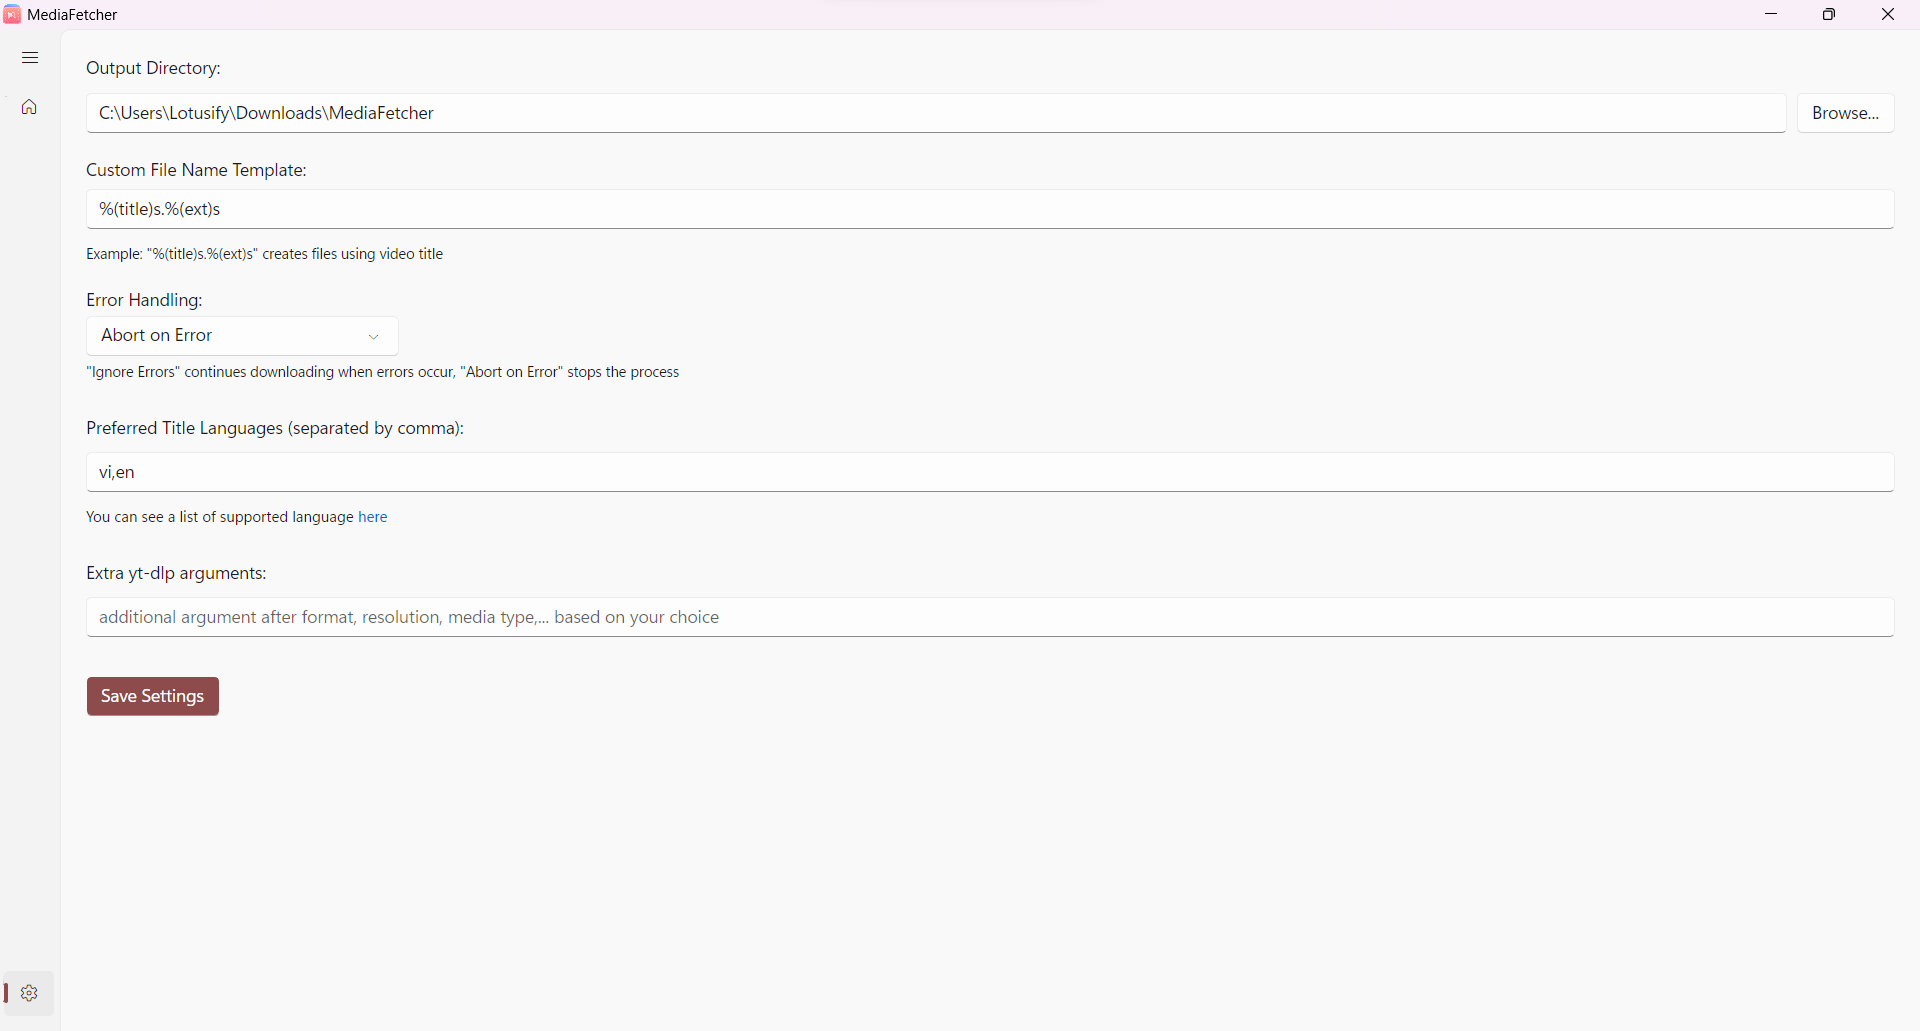 MediaFetcher
Output Directory:
C:\Users\Lotusify\Downloads\MediaFetcher
Browse...
Custom File Name Template:
%(title)s.%(ext)s
Example: "%(title)s.%(ext)s" creates files using video title
Error Handling:
Abort on Error
"Ignore Errors" continues downloading when errors occur, "Abort on Error" stops the process
Preferred Title Languages (separated by comma):
vi,en
You can see a list of supported language here
Extra yt-dlp arguments:
additional argument after format, resolution, media type,... based on your choice
Save Settings